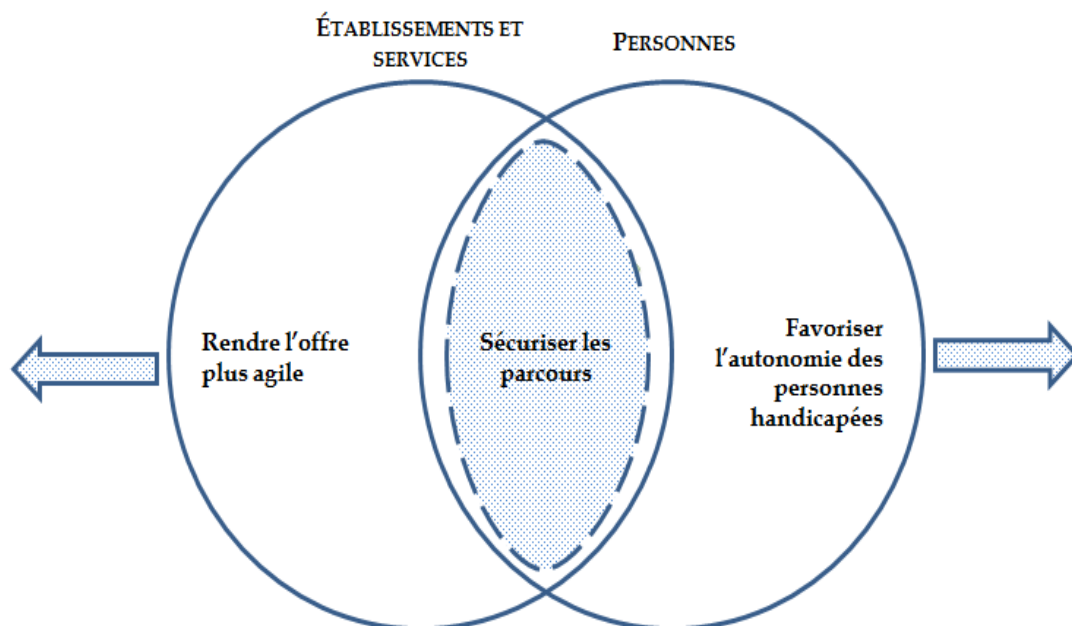 ÉTABLISSEMENTS ET
SERVICES
PERSONNES
Rendre l'offre
plus agile
Sécuriser les
parcours
Favoriser
l'autonomie des
personnes
handicapées